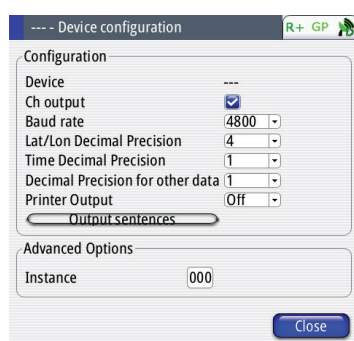 --- - Device configuration R+ GP
Configuration
Device ---
Ch output
Baud rate 4800
Lat/Lon Decimal Precision 4
Time Decimal Precision 1
Decimal Precision for other data 1
Printer Output Off
Output sentences
Advanced Options
Instance 000
Close